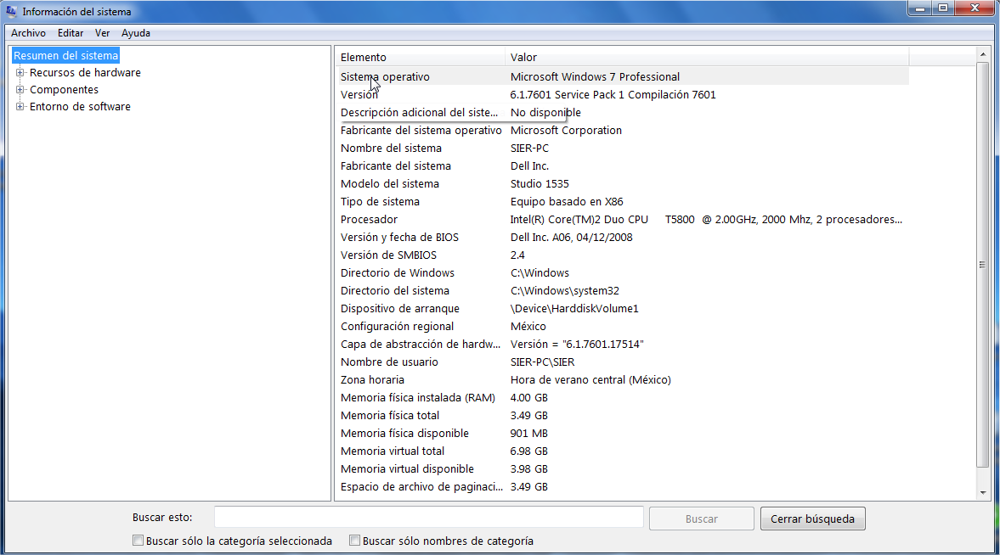 Información del sistema
Archivo Editar Ver Ayuda
Resumen del sistema
Recursos de hardware
Componentes
Entorno de software
Elemento Valor
Sistema operativo Microsoft Windows 7 Professional
Versión 6.1.7601 Service Pack 1 Compilación 7601
Descripción adicional del siste... No disponible
Fabricante del sistema operativo Microsoft Corporation
Nombre del sistema SIER-PC
Fabricante del sistema Dell Inc.
Modelo del sistema Studio 1535
Tipo de sistema Equipo basado en X86
Procesador Intel(R) Core(TM)2 Duo CPU T5800 @ 2.00GHz, 2000 Mhz, 2 procesadores...
Versión y fecha de BIOS Dell Inc. A06, 04/12/2008
Versión de SMBIOS 2.4
Directorio de Windows C:\Windows
Directorio del sistema C:\Windows\system32
Dispositivo de arranque \Device\HarddiskVolume1
Configuración regional México
Capa de abstracción de hardw... Versión = "6.1.7601.17514"
Nombre de usuario SIER-PC\SIER
Zona horaria Hora de verano central (México)
Memoria física instalada (RAM) 4.00 GB
Memoria física total 3.49 GB
Memoria física disponible 901 MB
Memoria virtual total 6.98 GB
Memoria virtual disponible 3.98 GB
Espacio de archivo de paginaci... 3.49 GB
Buscar esto: Buscar Cerrar búsqueda
Buscar sólo la categoría seleccionada Buscar sólo nombres de categoría